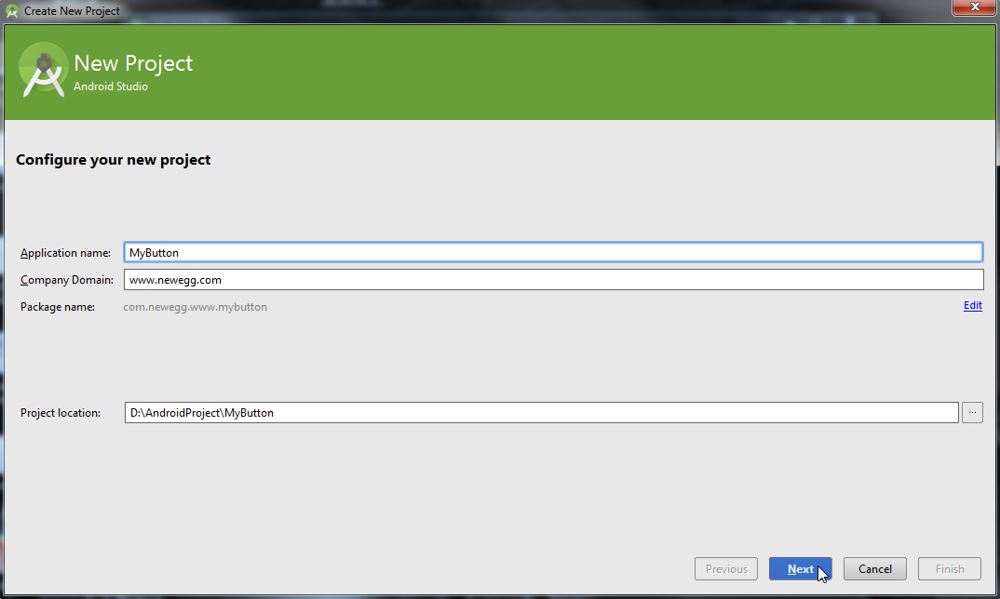 Create New Project
New Project
Android Studio
Configure your new project
Application name: MyButton
Company Domain: www.newegg.com
Package name: com.newegg.www.mybutton Edit
Project location: D:\AndroidProject\MyButton ...
Previous Next Cancel Finish